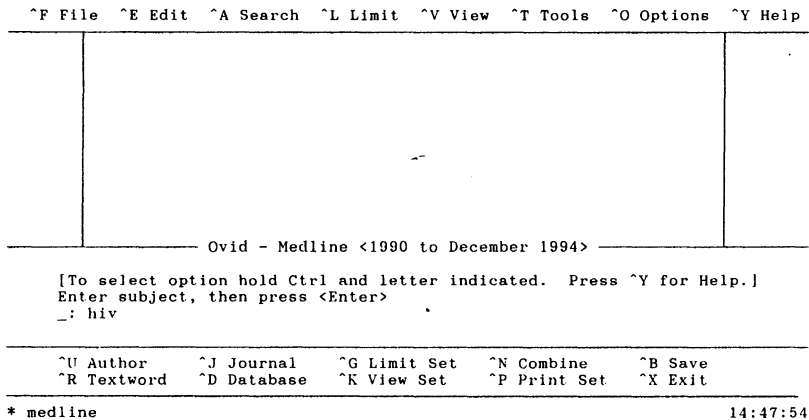 ^F File ^E Edit ^A Search ^L Limit ^V View ^T Tools ^O Options ^Y Help
Ovid - Medline <1990 to December 1994>
[To select option hold Ctrl and letter indicated. Press ^Y for Help.]
Enter subject, then press <Enter>
_: hiv
^U Author ^J Journal ^G Limit Set ^N Combine ^B Save
^R Textword ^D Database ^K View Set ^P Print Set ^X Exit
* medline 14:47:54